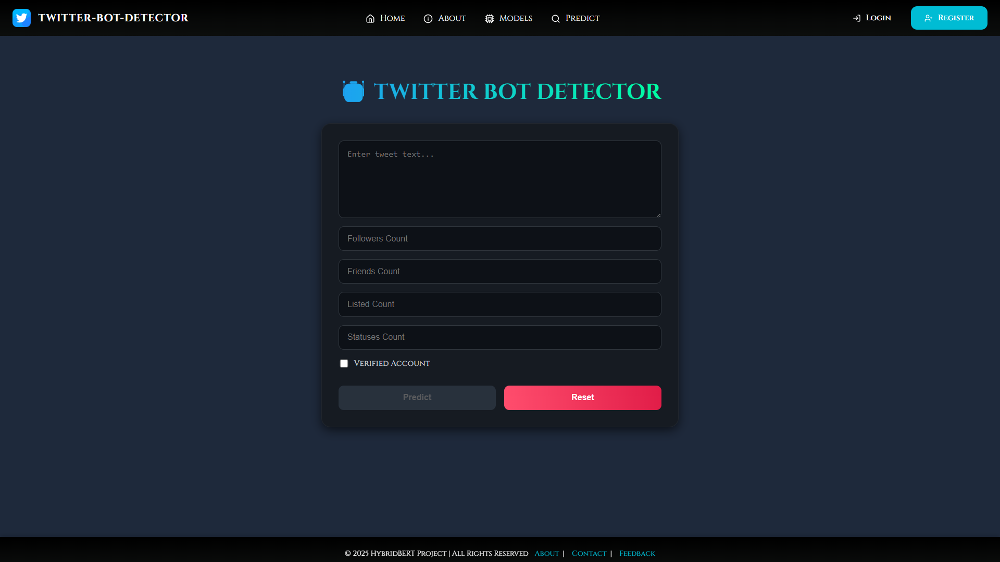 TWITTER-BOT-DETECTOR
Home
About
Models
Predict
Login
Register
TWITTER BOT DETECTOR
Enter tweet text...
Followers Count
Friends Count
Listed Count
Statuses Count
Verified Account
Predict
Reset
© 2025 HybridBERT Project | All Rights Reserved About | Contact | Feedback